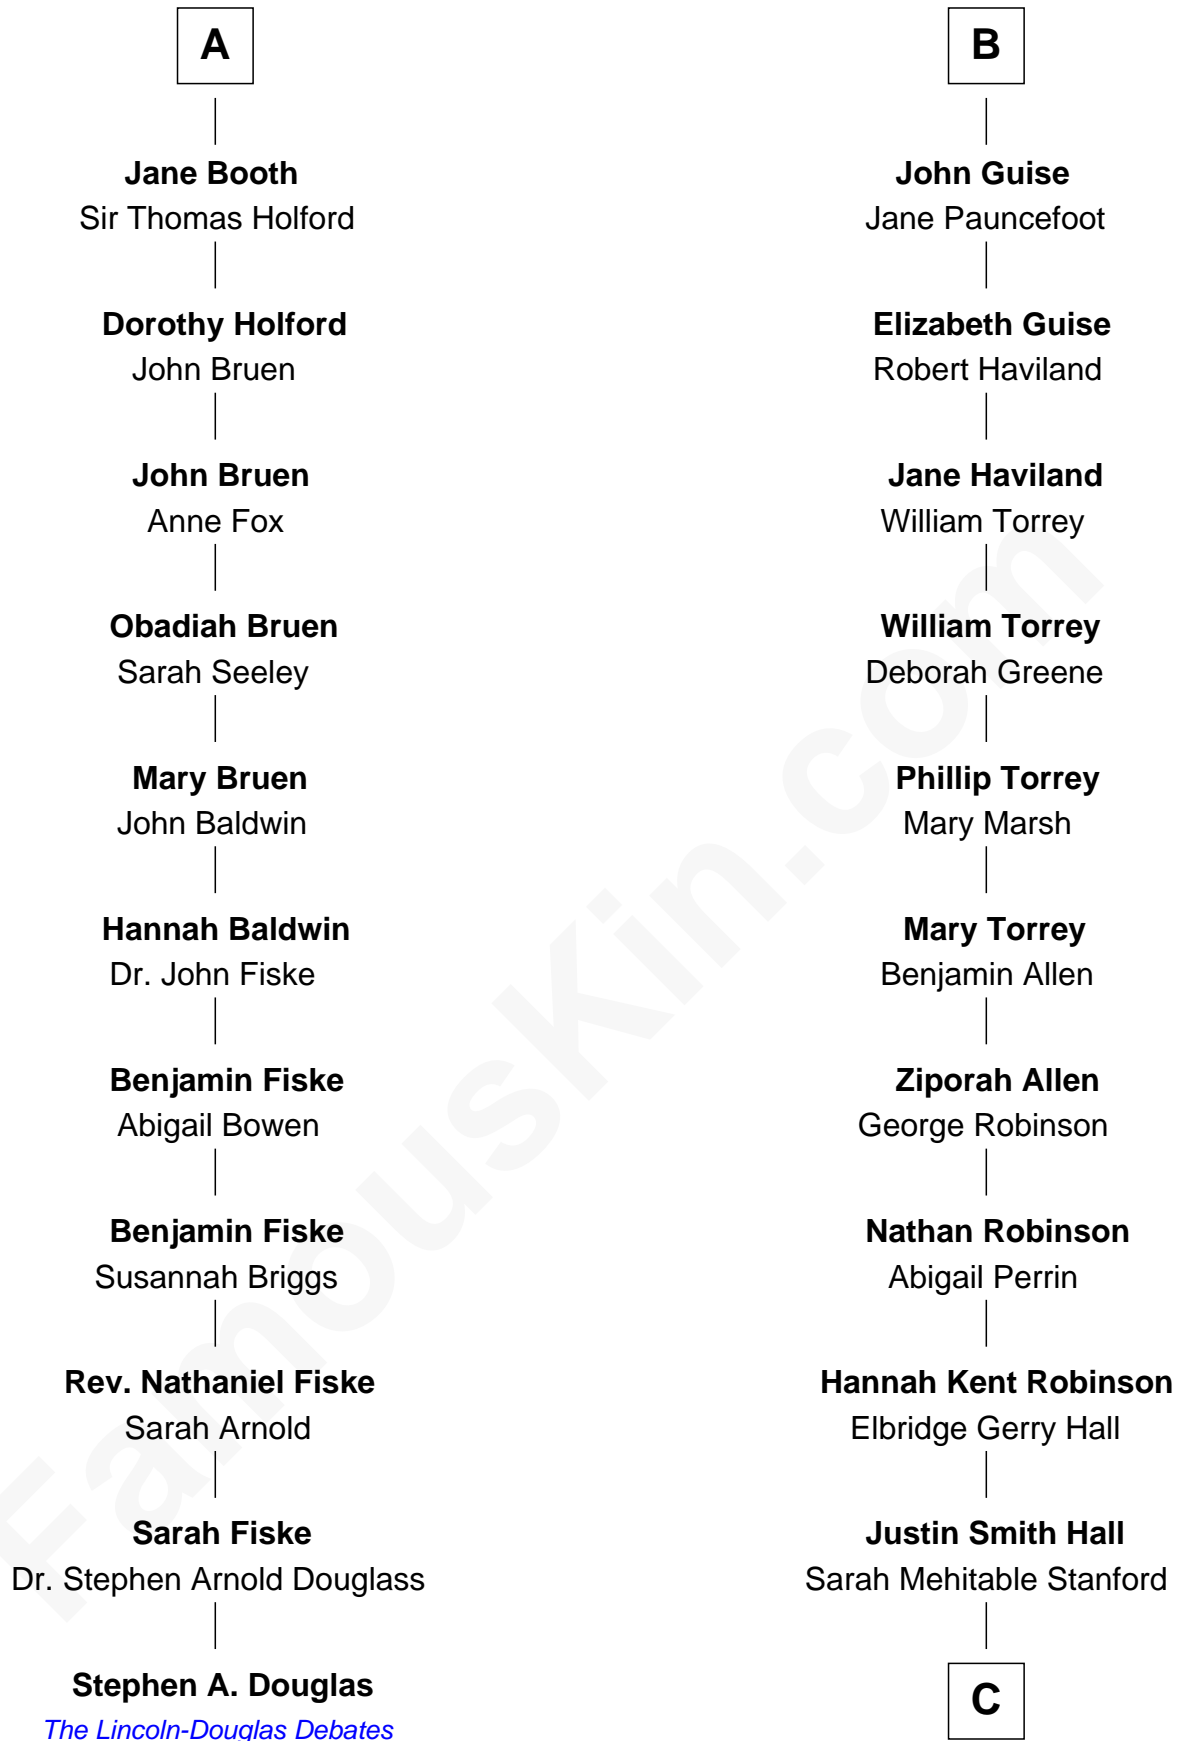 A
Jane Booth
Sir Thomas Holford
Dorothy Holford
John Bruen
John Bruen
Anne Fox
Obadiah Bruen
Sarah Seeley
Mary Bruen
John Baldwin
Hannah Baldwin
Dr. John Fiske
Benjamin Fiske
Abigail Bowen
Benjamin Fiske
Susannah Briggs
Rev. Nathaniel Fiske
Sarah Arnold
Sarah Fiske
Dr. Stephen Arnold Douglass
Stephen A. Douglas
The Lincoln-Douglas Debates
B
John Guise
Jane Pauncefoot
Elizabeth Guise
Robert Haviland
Jane Haviland
William Torrey
William Torrey
Deborah Greene
Phillip Torrey
Mary Marsh
Mary Torrey
Benjamin Allen
Ziporah Allen
George Robinson
Nathan Robinson
Abigail Perrin
Hannah Kent Robinson
Elbridge Gerry Hall
Justin Smith Hall
Sarah Mehitable Stanford
C
FamousKin.com